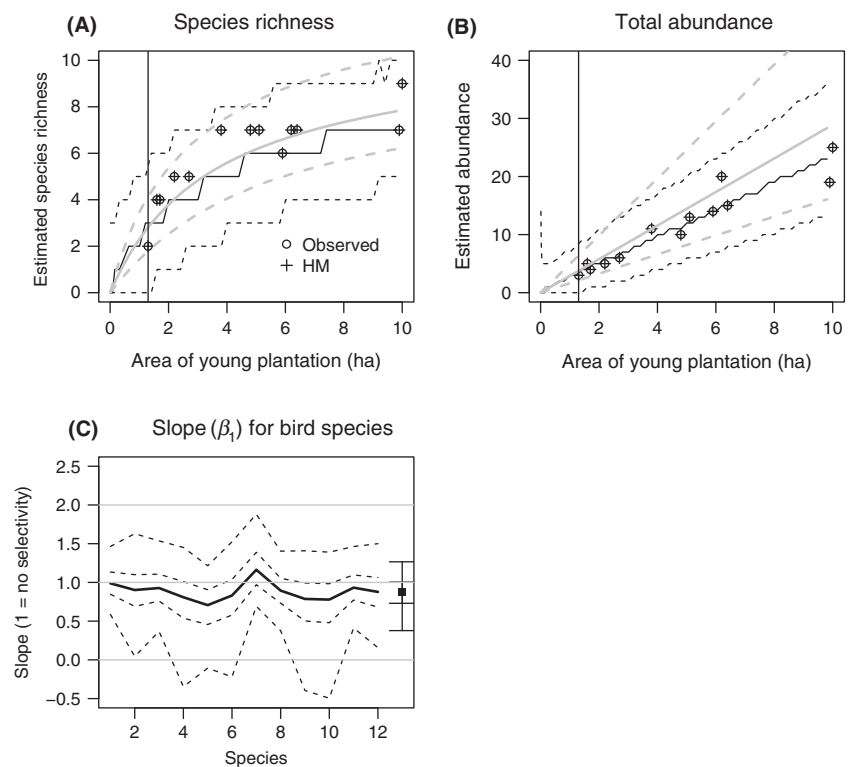 (A) Species richness
Estimated species richness
10
8
6
4
2
0
Observed
HM
0 2 4 6 8 10
Area of young plantation (ha)
(B) Total abundance
Estimated abundance
40
30
20
10
0
0 2 4 6 8 10
Area of young plantation (ha)
(C) Slope (β1) for bird species
Slope (1 = no selectivity)
2.5
2.0
1.5
1.0
0.5
0.0
−0.5
2 4 6 8 10 12
Species